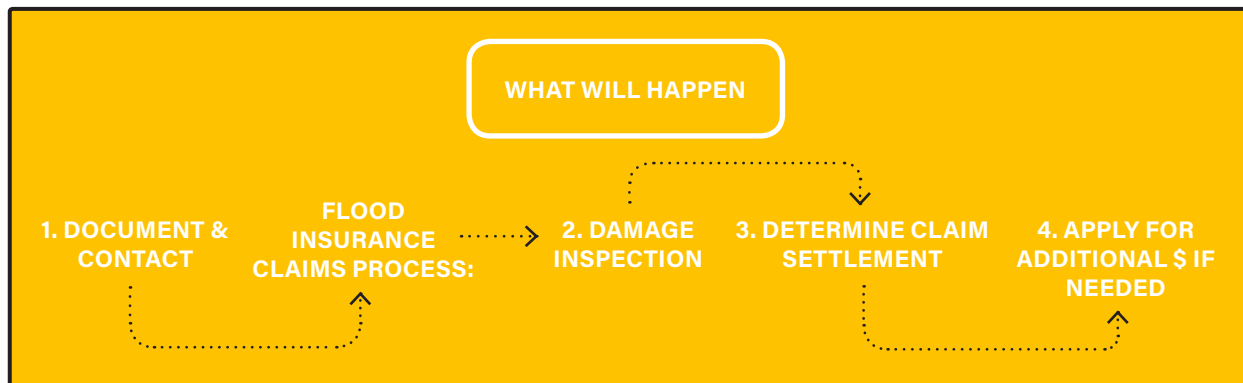 WHAT WILL HAPPEN
1. DOCUMENT &
CONTACT
FLOOD
INSURANCE
CLAIMS PROCESS:
2. DAMAGE
INSPECTION
3. DETERMINE CLAIM
SETTLEMENT
4. APPLY FOR
ADDITIONAL $ IF
NEEDED